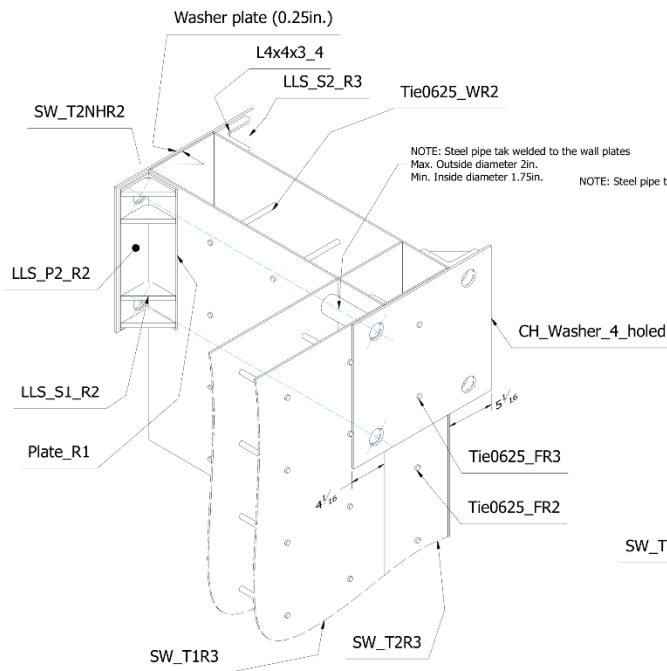 Washer plate (0.25in.)
L4x4x3_4
LLS_S2_R3
Tie0625_WR2
SW_T2NHR2
NOTE: Steel pipe tak welded to the wall plates
Max. Outside diameter 2in.
Min. Inside diameter 1.75in.
NOTE: Steel pipe t
LLS_P2_R2
CH_Washer_4_holed
LLS_S1_R2
5 1/16
Plate_R1
Tie0625_FR3
4 1/16
Tie0625_FR2
SW_T
SW_T1R3
SW_T2R3